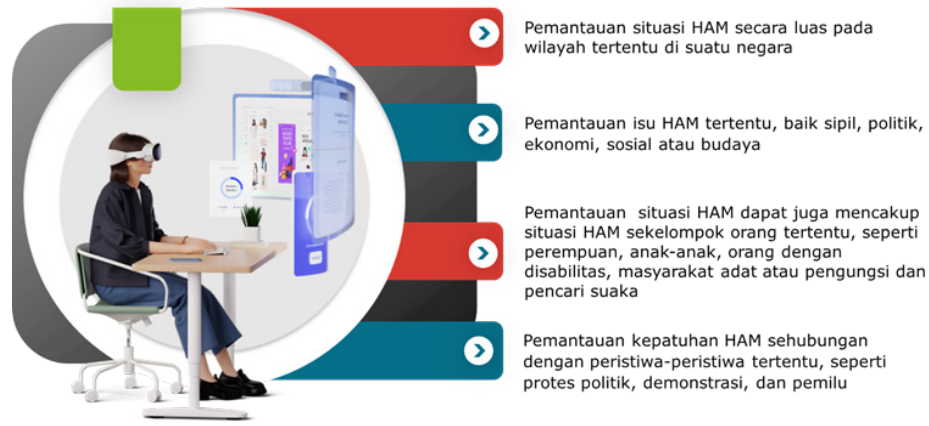 Pemantauan situasi HAM secara luas pada
wilayah tertentu di suatu negara
Pemantauan isu HAM tertentu, baik sipil, politik,
ekonomi, sosial atau budaya
Pemantauan situasi HAM dapat juga mencakup
situasi HAM sekelompok orang tertentu, seperti
perempuan, anak-anak, orang dengan
disabilitas, masyarakat adat atau pengungsi dan
pencari suaka
Pemantauan kepatuhan HAM sehubungan
dengan peristiwa-peristiwa tertentu, seperti
protes politik, demonstrasi, dan pemilu